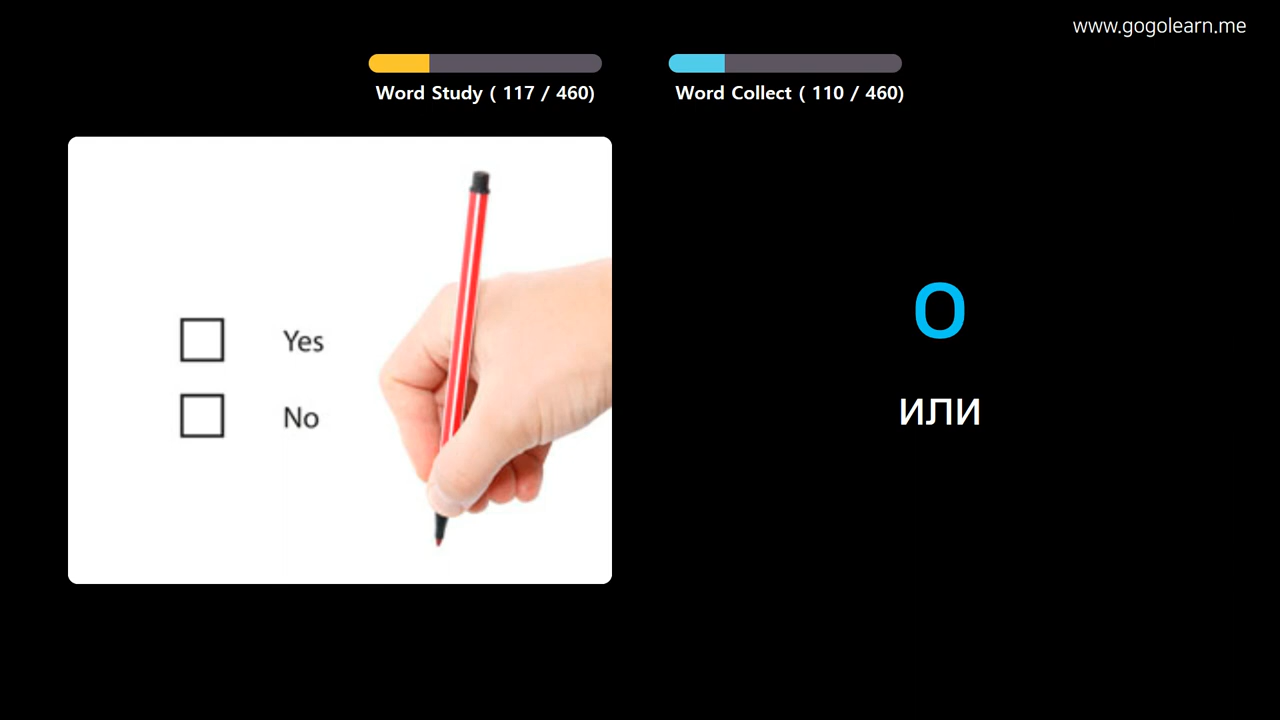 www.gogolearn.me
Word Study ( 117 / 460)
Word Collect ( 110 / 460)
Yes
No
o
или